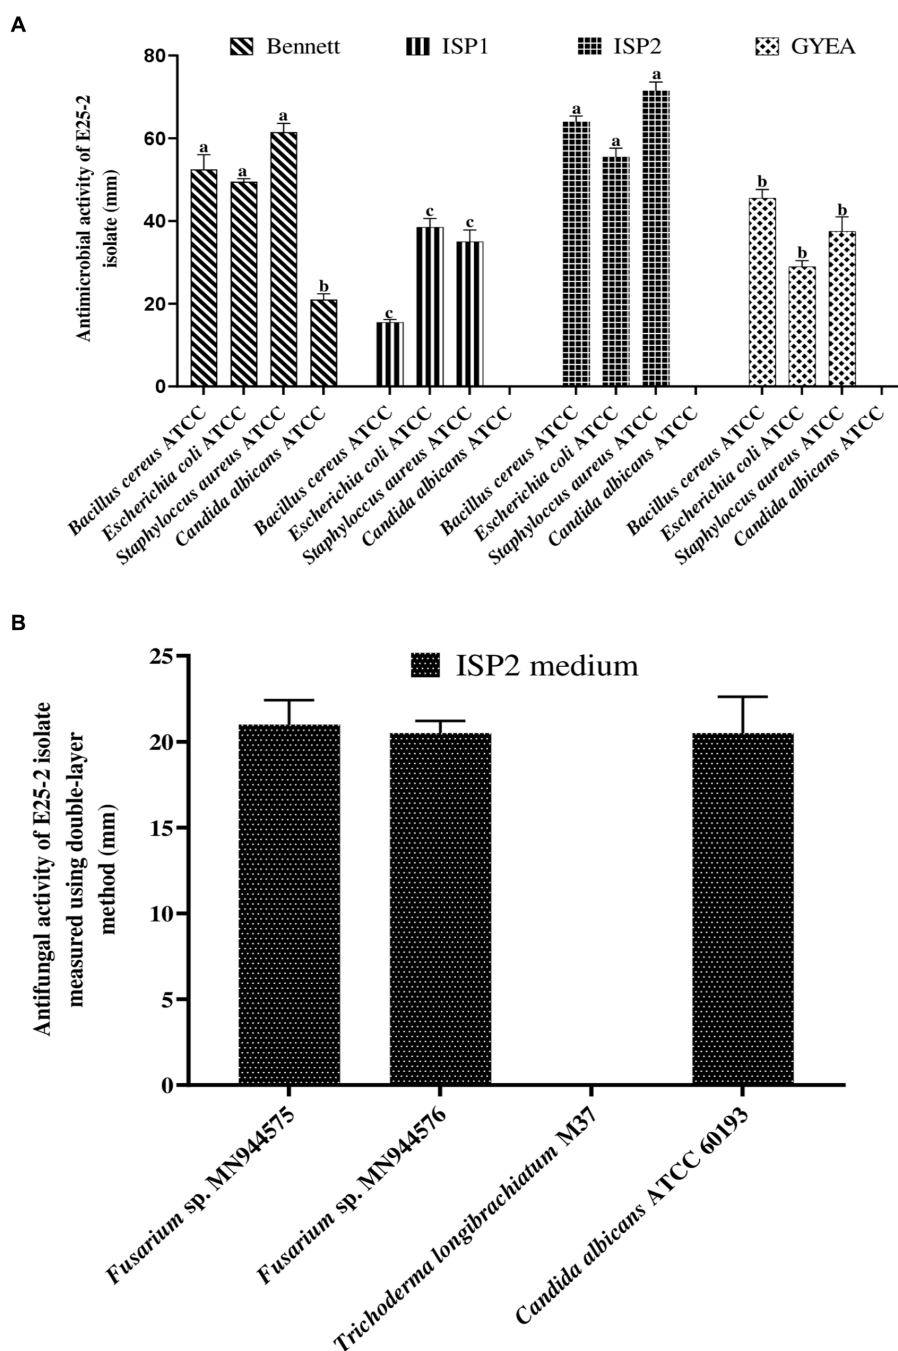 A
Bennett ISP1 ISP2 GYEA
Antimicrobial activity of E25-2
isolate (mm)
80
60
40
20
0
a a a b
c c c
a a a
b b b
Bacillus cereus ATCC
Escherichia coli ATCC
Staphyloccus aureus ATCC
Candida albicans ATCC
Bacillus cereus ATCC
Escherichia coli ATCC
Staphyloccus aureus ATCC
Candida albicans ATCC
Bacillus cereus ATCC
Escherichia coli ATCC
Staphyloccus aureus ATCC
Candida albicans ATCC
Bacillus cereus ATCC
Escherichia coli ATCC
Staphyloccus aureus ATCC
Candida albicans ATCC
B
ISP2 medium
Antifungal activity of E25-2 isolate
measured using double-layer
method (mm)
25
20
15
10
5
0
Fusarium sp. MN944575
Fusarium sp. MN944576
Trichoderma longibrachiatum M37
Candida albicans ATCC 60193